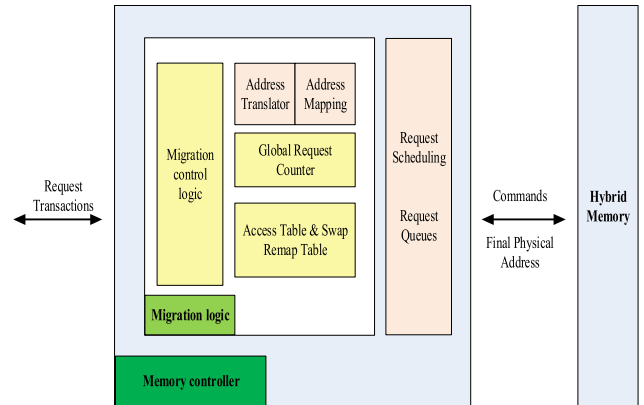 Request
Transactions
Migration
control
logic
Address
Translator
Address
Mapping
Global Request
Counter
Access Table & Swap
Remap Table
Migration logic
Memory controller
Request
Scheduling
Request
Queues
Commands
Final Physical
Address
Hybrid
Memory